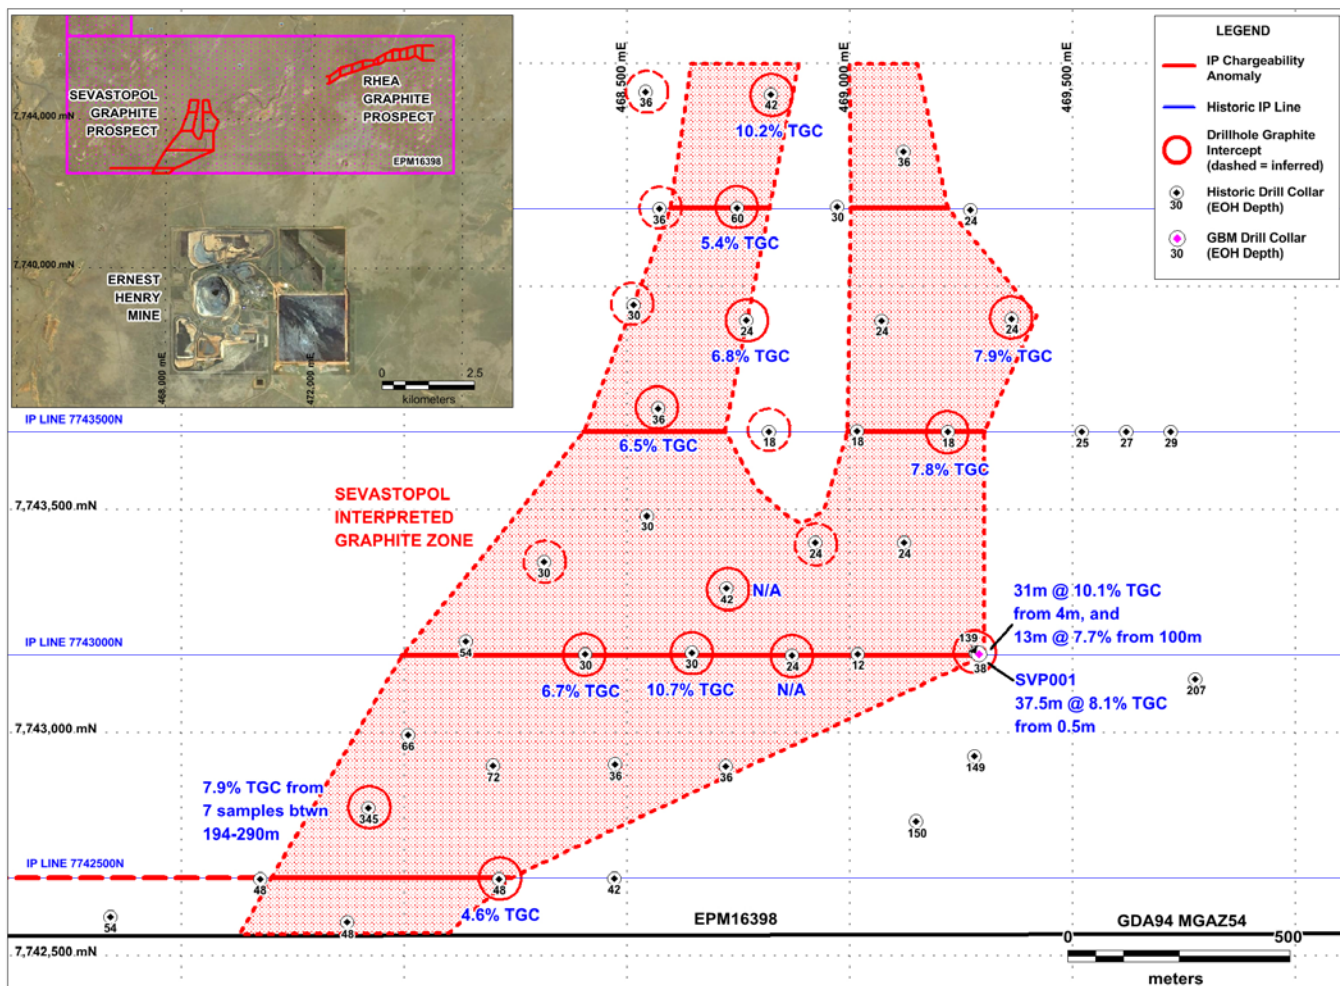 SEVASTOPOL
GRAPHITE
PROSPECT
RHEA
GRAPHITE
PROSPECT
7,744,000 mN
EPM16398
7,740,000 mN
ERNEST
HENRY
MINE
468,000 mE
472,000 mE
0 2.5
kilometers
468,500 mE
469,000 mE
469,500 mE
LEGEND
IP Chargeability
Anomaly
Historic IP Line
Drillhole Graphite
Intercept
(dashed = inferred)
Historic Drill Collar
(EOH Depth)
30
GBM Drill Collar
(EOH Depth)
30
36
42
10.2% TGC
36
36
60
30
24
5.4% TGC
30
24
24
24
6.8% TGC
7.9% TGC
36
IP LINE 7743500N
18
18
18
25
27
29
6.5% TGC
7.8% TGC
SEVASTOPOL
INTERPRETED
GRAPHITE ZONE
7,743,500 mN
30
24
24
30
42
N/A
31m @ 10.1% TGC
from 4m, and
13m @ 7.7% from 100m
IP LINE 7743000N
54
30
30
24
12
139
38
6.7% TGC
10.7% TGC
N/A
SVP001
37.5m @ 8.1% TGC
from 0.5m
207
7,743,000 mN
66
72
36
36
149
7.9% TGC from
7 samples btwn
194-290m
345
150
IP LINE 7742500N
48
48
42
4.6% TGC
54
48
EPM16398
GDA94 MGAZ54
7,742,500 mN
0 500
meters